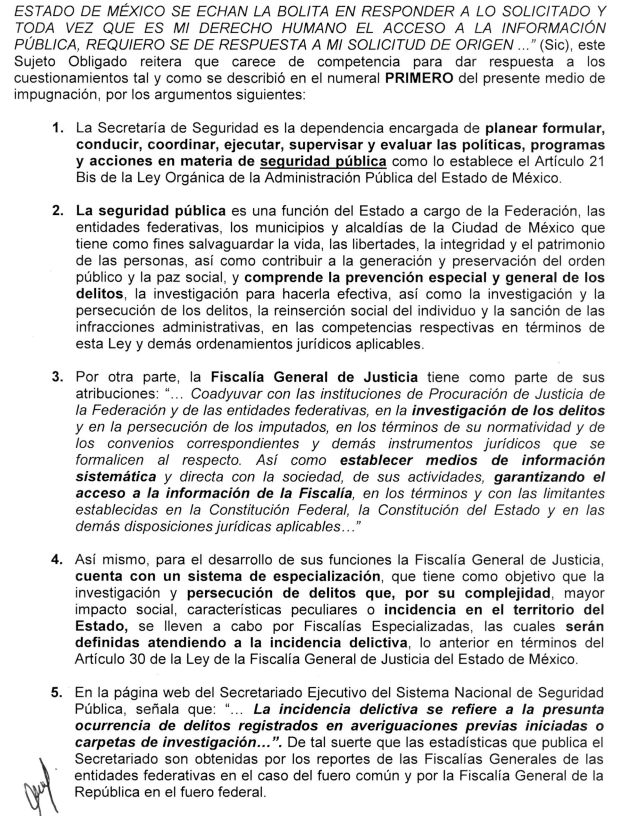 ESTADO DE MÉXICO SE ECHAN LA BOLITA EN RESPONDER A LO SOLICITADO Y
TODA VEZ QUE ES MI DERECHO HUMANO EL ACCESO A LA INFORMACIÓN
PÚBLICA, REQUIERO SE DE RESPUESTA A MI SOLICITUD DE ORIGEN ..." (Sic), este
Sujeto Obligado reitera que carece de competencia para dar respuesta a los
cuestionamientos tal y como se describió en el numeral PRIMERO del presente medio de
impugnación, por los argumentos siguientes:
1. La Secretaría de Seguridad es la dependencia encargada de planear formular,
conducir, coordinar, ejecutar, supervisar y evaluar las políticas, programas
y acciones en materia de seguridad pública como lo establece el Artículo 21
Bis de la Ley Orgánica de la Administración Pública del Estado de México.
2. La seguridad pública es una función del Estado a cargo de la Federación, las
entidades federativas, los municipios y alcaldías de la Ciudad de México que
tiene como fines salvaguardar la vida, las libertades, la integridad y el patrimonio
de las personas, así como contribuir a la generación y preservación del orden
público y la paz social, y comprende la prevención especial y general de los
delitos, la investigación para hacerla efectiva, así como la investigación y la
persecución de los delitos, la reinserción social del individuo y la sanción de las
infracciones administrativas, en las competencias respectivas en términos de
esta Ley y demás ordenamientos jurídicos aplicables.
3. Por otra parte, la Fiscalía General de Justicia tiene como parte de sus
atribuciones: "... Coadyuvar con las instituciones de Procuración de Justicia de
la Federación y de las entidades federativas, en la investigación de los delitos
y en la persecución de los imputados, en los términos de su normatividad y de
los convenios correspondientes y demás instrumentos jurídicos que se
formalicen al respecto. Así como establecer medios de información
sistemática y directa con la sociedad, de sus actividades, garantizando el
acceso a la información de la Fiscalía, en los términos y con las limitantes
establecidas en la Constitución Federal, la Constitución del Estado y en las
demás disposiciones jurídicas aplicables..."
4. Así mismo, para el desarrollo de sus funciones la Fiscalía General de Justicia,
cuenta con un sistema de especialización, que tiene como objetivo que la
investigación y persecución de delitos que, por su complejidad, mayor
impacto social, características peculiares o incidencia en el territorio del
Estado, se lleven a cabo por Fiscalías Especializadas, las cuales serán
definidas atendiendo a la incidencia delictiva, lo anterior en términos del
Artículo 30 de la Ley de la Fiscalía General de Justicia del Estado de México.
5. En la página web del Secretariado Ejecutivo del Sistema Nacional de Seguridad
Pública, señala que: "... La incidencia delictiva se refiere a la presunta
ocurrencia de delitos registrados en averiguaciones previas iniciadas o
carpetas de investigación...". De tal suerte que las estadísticas que publica el
Secretariado son obtenidas por los reportes de las Fiscalías Generales de las
entidades federativas en el caso del fuero común y por la Fiscalía General de la
República en el fuero federal.